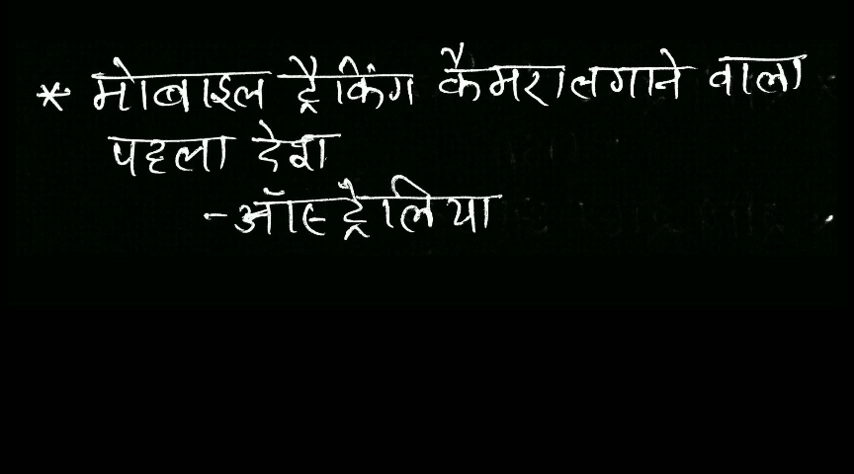 * मोबाइल ट्रैकिंग कैमरा लगाने वाला
पहला देश
- ऑस्ट्रैलिया